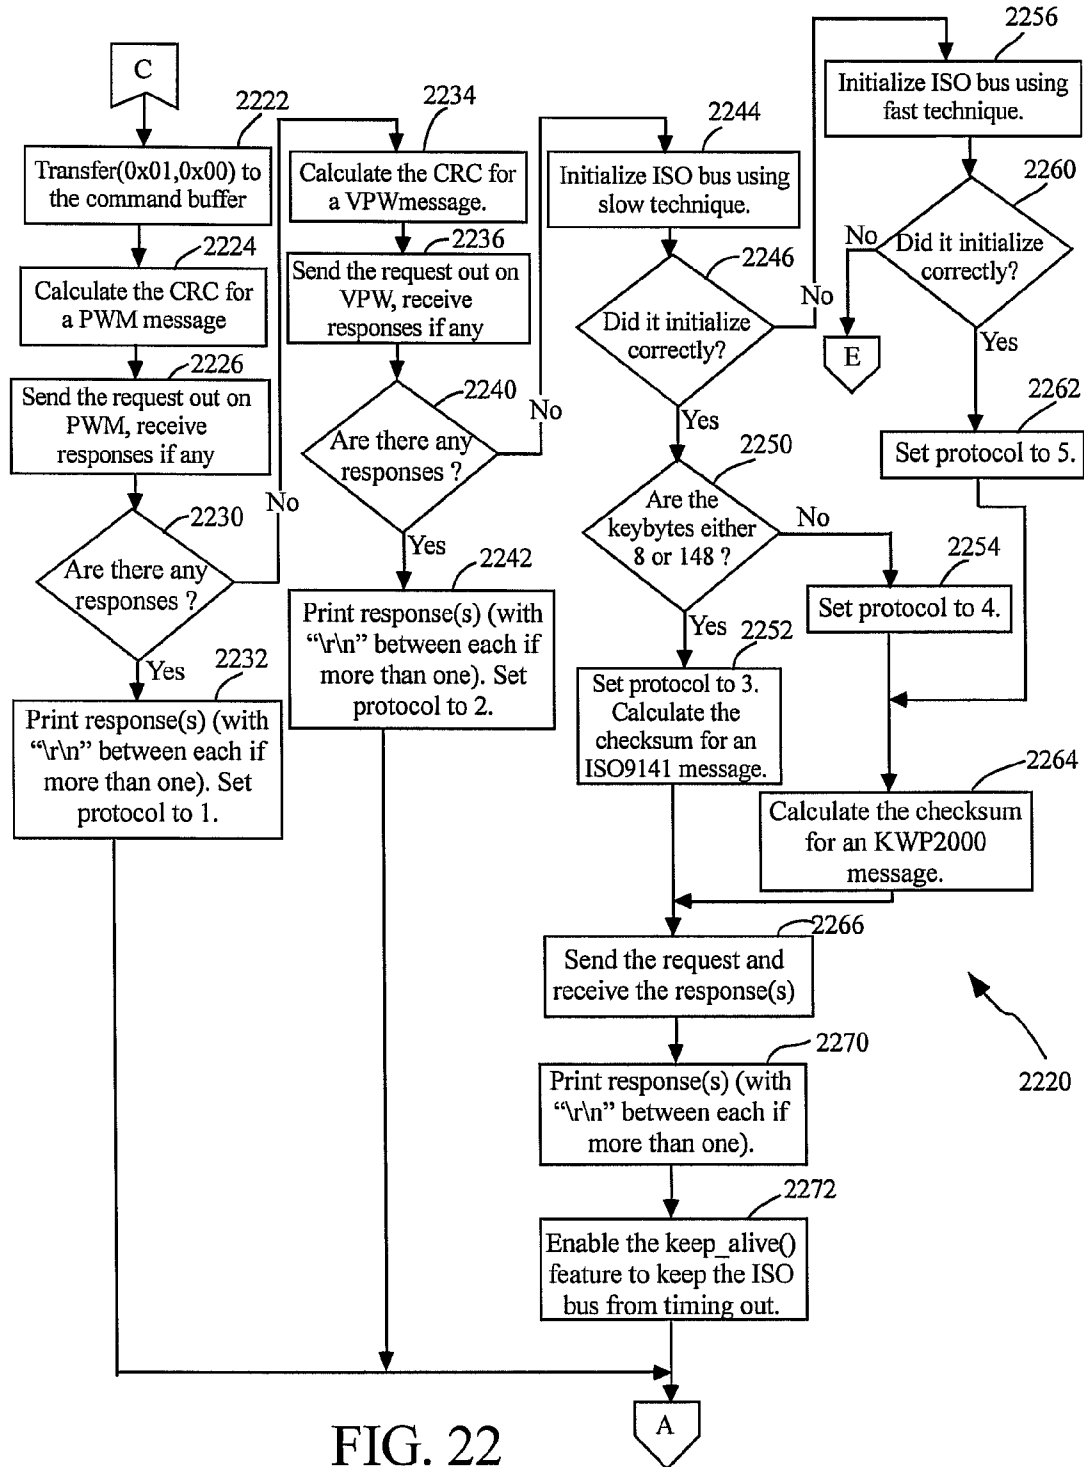 C
2222
Transfer(0x01,0x00) to
the command buffer
2224
Calculate the CRC for
a PWM message
2226
Send the request out on
PWM, receive
responses if any
2230
Are there any
responses ?
No
Yes
2232
Print response(s) (with
“\r\n” between each if
more than one). Set
protocol to 1.
2234
Calculate the CRC for
a VPWmessage.
2236
Send the request out on
VPW, receive
responses if any
2240
Are there any
responses ?
No
Yes
2242
Print response(s) (with
“\r\n” between each if
more than one). Set
protocol to 2.
2244
Initialize ISO bus using
slow technique.
2246
Did it initialize
correctly?
No
Yes
2250
Are the
keybytes either
8 or 148 ?
No
Yes
2252
Set protocol to 3.
Calculate the
checksum for an
ISO9141 message.
2254
Set protocol to 4.
2256
Initialize ISO bus using
fast technique.
2260
Did it initialize
correctly?
No
E
Yes
2262
Set protocol to 5.
2264
Calculate the checksum
for an KWP2000
message.
2266
Send the request and
receive the response(s)
2270
Print response(s) (with
“\r\n” between each if
more than one).
2272
Enable the keep_alive()
feature to keep the ISO
bus from timing out.
A
2220
FIG. 22